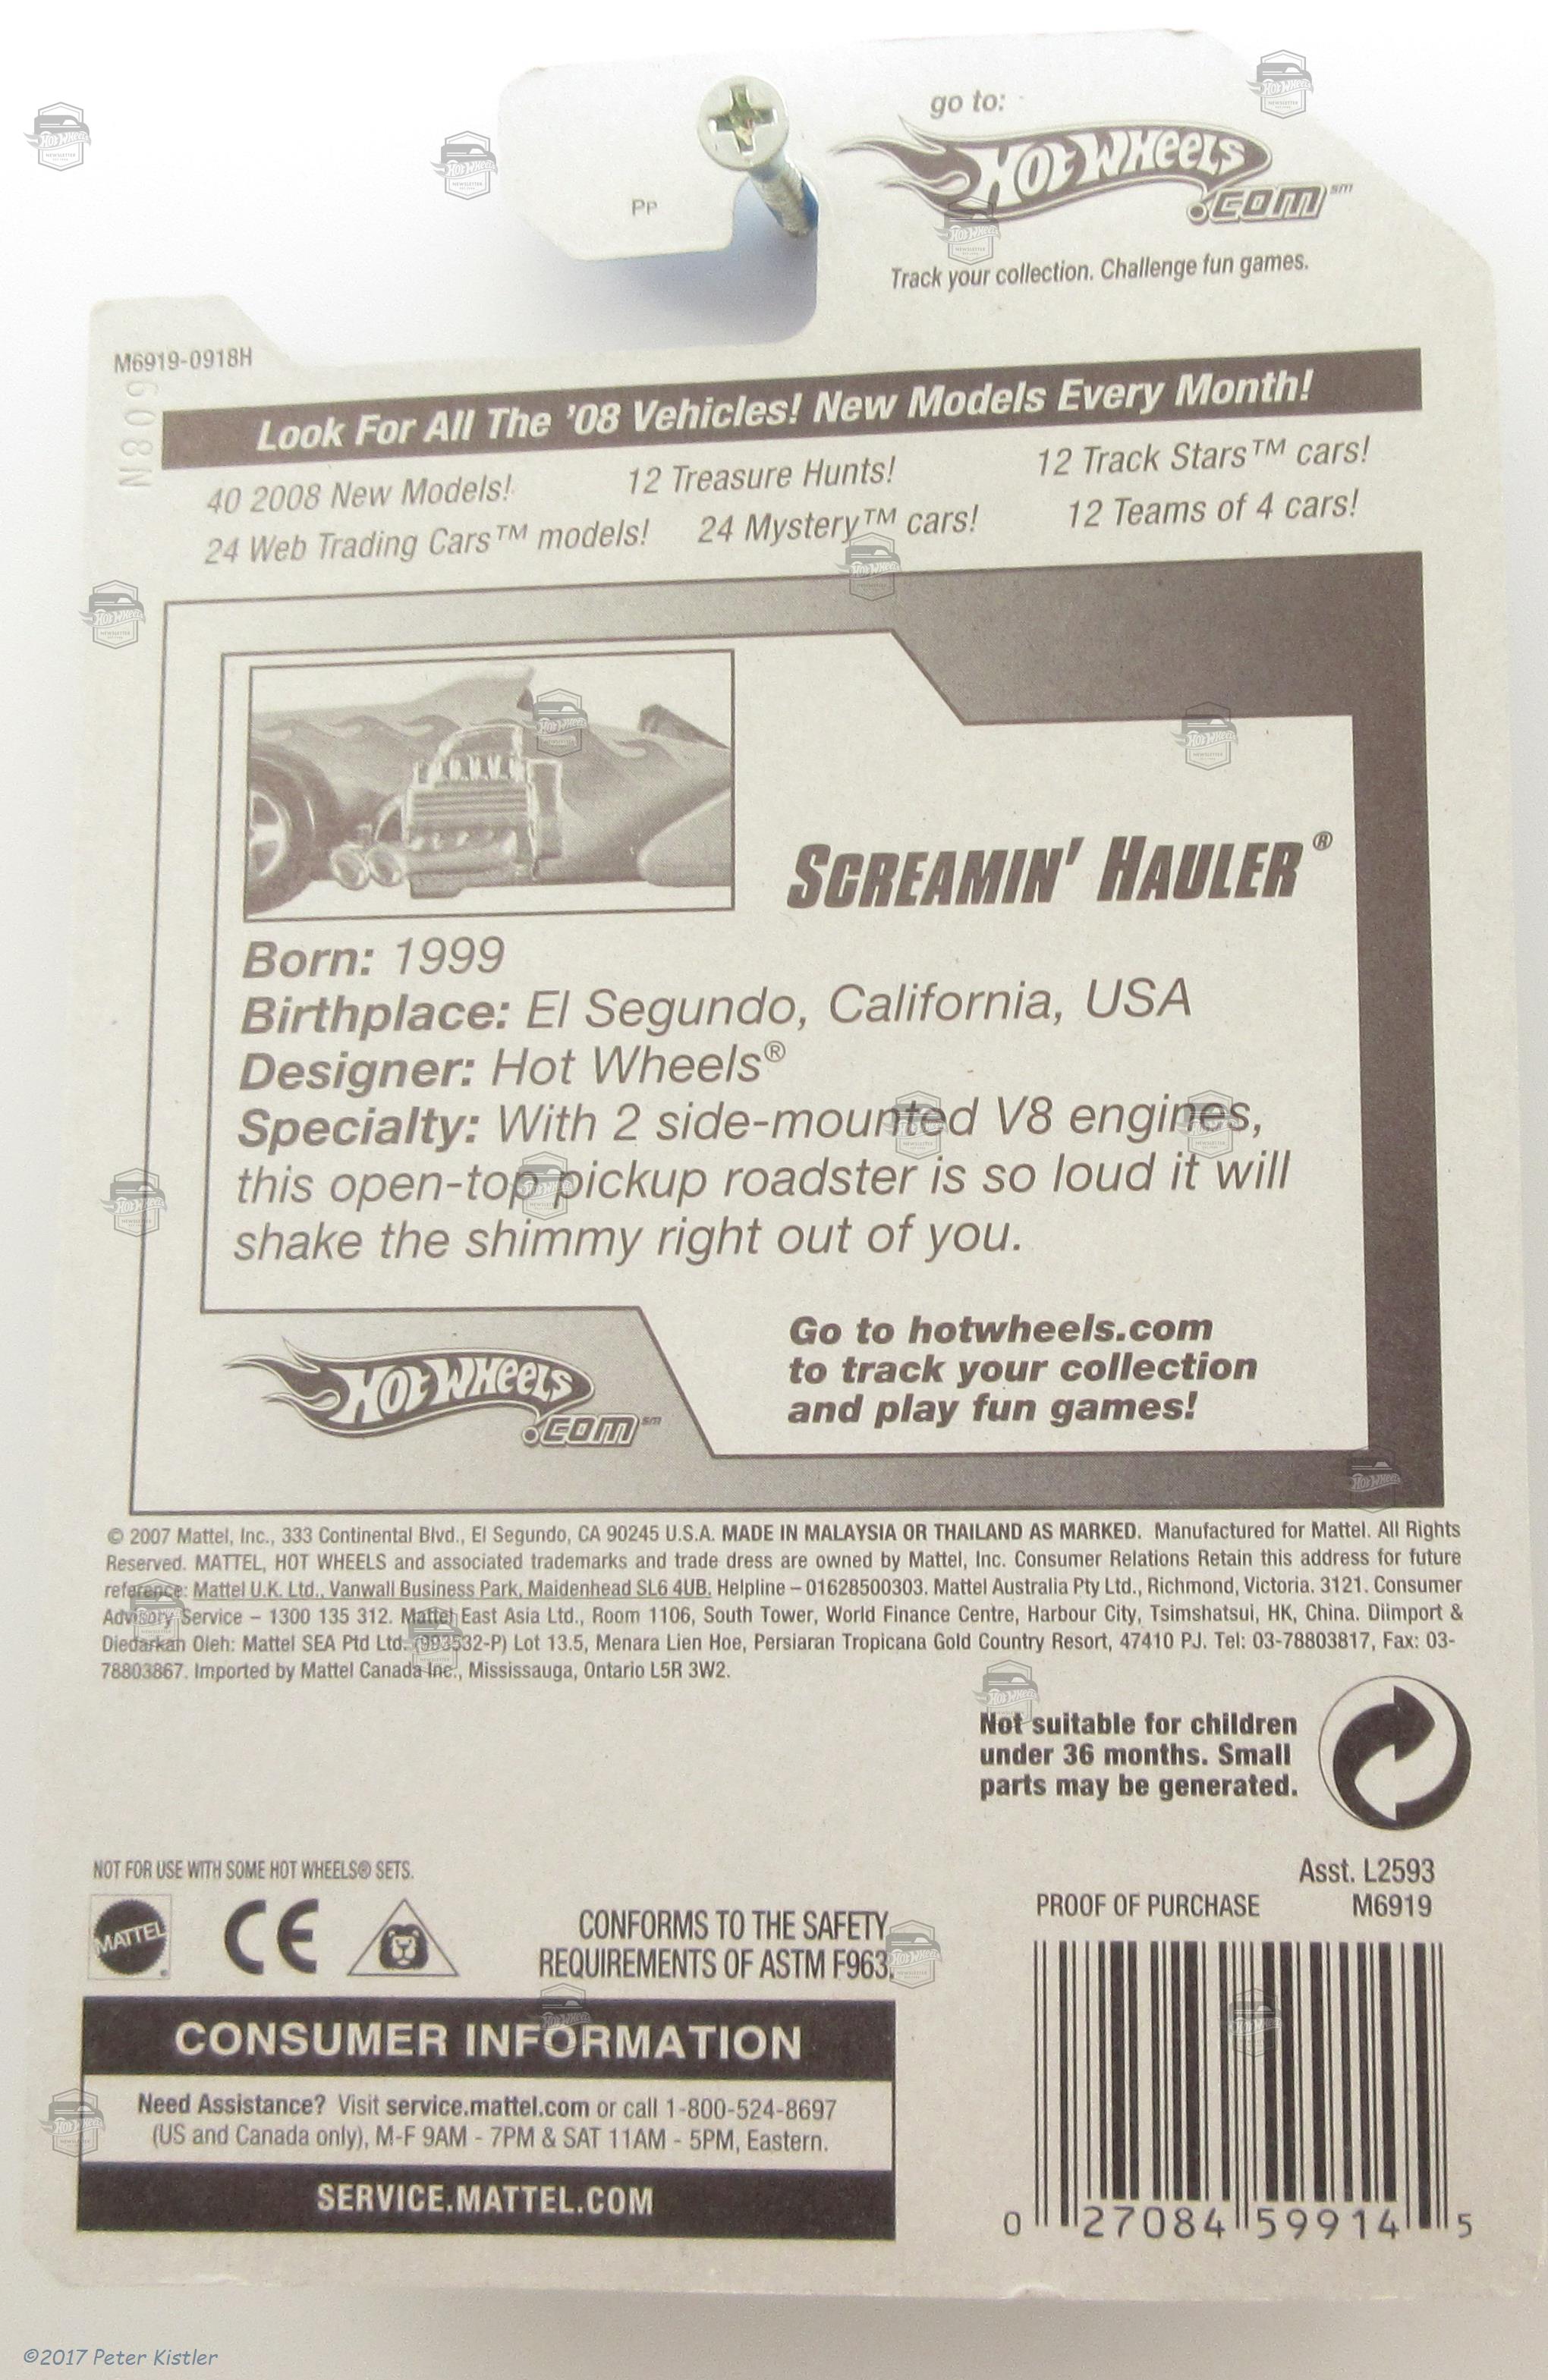 go to:
HOT WHEELS
.COM℠
PP
Track your collection. Challenge fun games.
M6919-0918H
N809
Look For All The '08 Vehicles! New Models Every Month!
40 2008 New Models! 12 Treasure Hunts! 12 Track Stars™ cars!
24 Web Trading Cars™ models! 24 Mystery™ cars! 12 Teams of 4 cars!
SCREAMIN' HAULER®
Born: 1999
Birthplace: El Segundo, California, USA
Designer: Hot Wheels®
Specialty: With 2 side-mounted V8 engines,
this open-top pickup roadster is so loud it will
shake the shimmy right out of you.
HOT WHEELS
.COM℠
Go to hotwheels.com
to track your collection
and play fun games!
© 2007 Mattel, Inc., 333 Continental Blvd., El Segundo, CA 90245 U.S.A. MADE IN MALAYSIA OR THAILAND AS MARKED. Manufactured for Mattel. All Rights
Reserved. MATTEL, HOT WHEELS and associated trademarks and trade dress are owned by Mattel, Inc. Consumer Relations Retain this address for future
reference: Mattel U.K. Ltd., Vanwall Business Park, Maidenhead SL6 4UB. Helpline – 01628500303. Mattel Australia Pty Ltd., Richmond, Victoria. 3121. Consumer
Advisory Service – 1300 135 312. Mattel East Asia Ltd., Room 1106, South Tower, World Finance Centre, Harbour City, Tsimshatsui, HK, China. Diimport &
Diedarkan Oleh: Mattel SEA Ptd Ltd. (993532-P) Lot 13.5, Menara Lien Hoe, Persiaran Tropicana Gold Country Resort, 47410 PJ. Tel: 03-78803817, Fax: 03-
78803867. Imported by Mattel Canada Inc., Mississauga, Ontario L5R 3W2.
Not suitable for children
under 36 months. Small
parts may be generated.
NOT FOR USE WITH SOME HOT WHEELS® SETS.
MATTEL®
CE
CONFORMS TO THE SAFETY
REQUIREMENTS OF ASTM F963.
Asst. L2593
PROOF OF PURCHASE M6919
CONSUMER INFORMATION
Need Assistance? Visit service.mattel.com or call 1-800-524-8697
(US and Canada only), M-F 9AM - 7PM & SAT 11AM - 5PM, Eastern.
SERVICE.MATTEL.COM
0 27084 59914 5
©2017 Peter Kistler